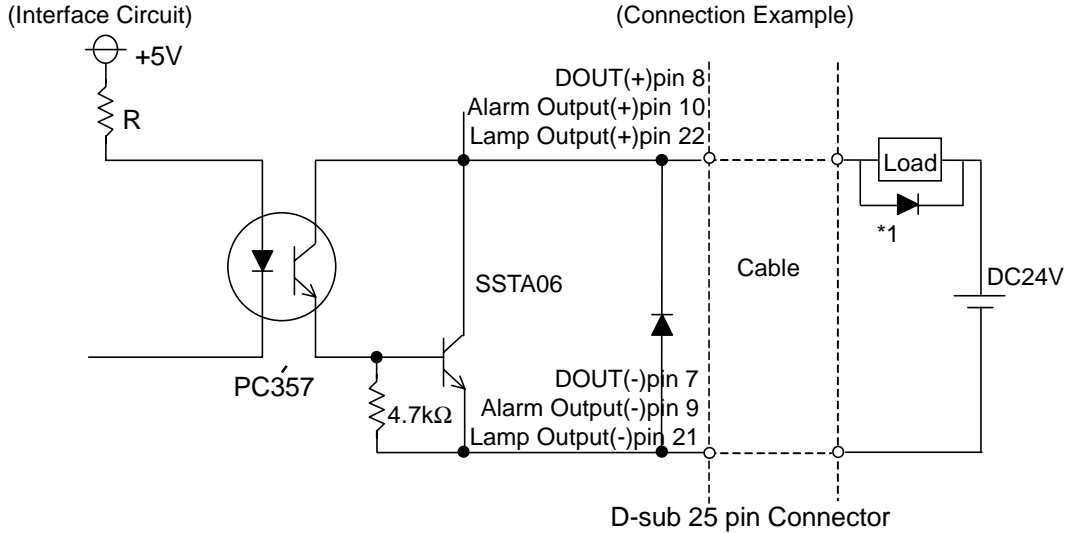 (Interface Circuit)
(Connection Example)
+5V
R
DOUT(+)pin 8
Alarm Output(+)pin 10
Lamp Output(+)pin 22
Load
*1
Cable
SSTA06
DC24V
PC357
4.7kΩ
DOUT(-)pin 7
Alarm Output(-)pin 9
Lamp Output(-)pin 21
D-sub 25 pin Connector